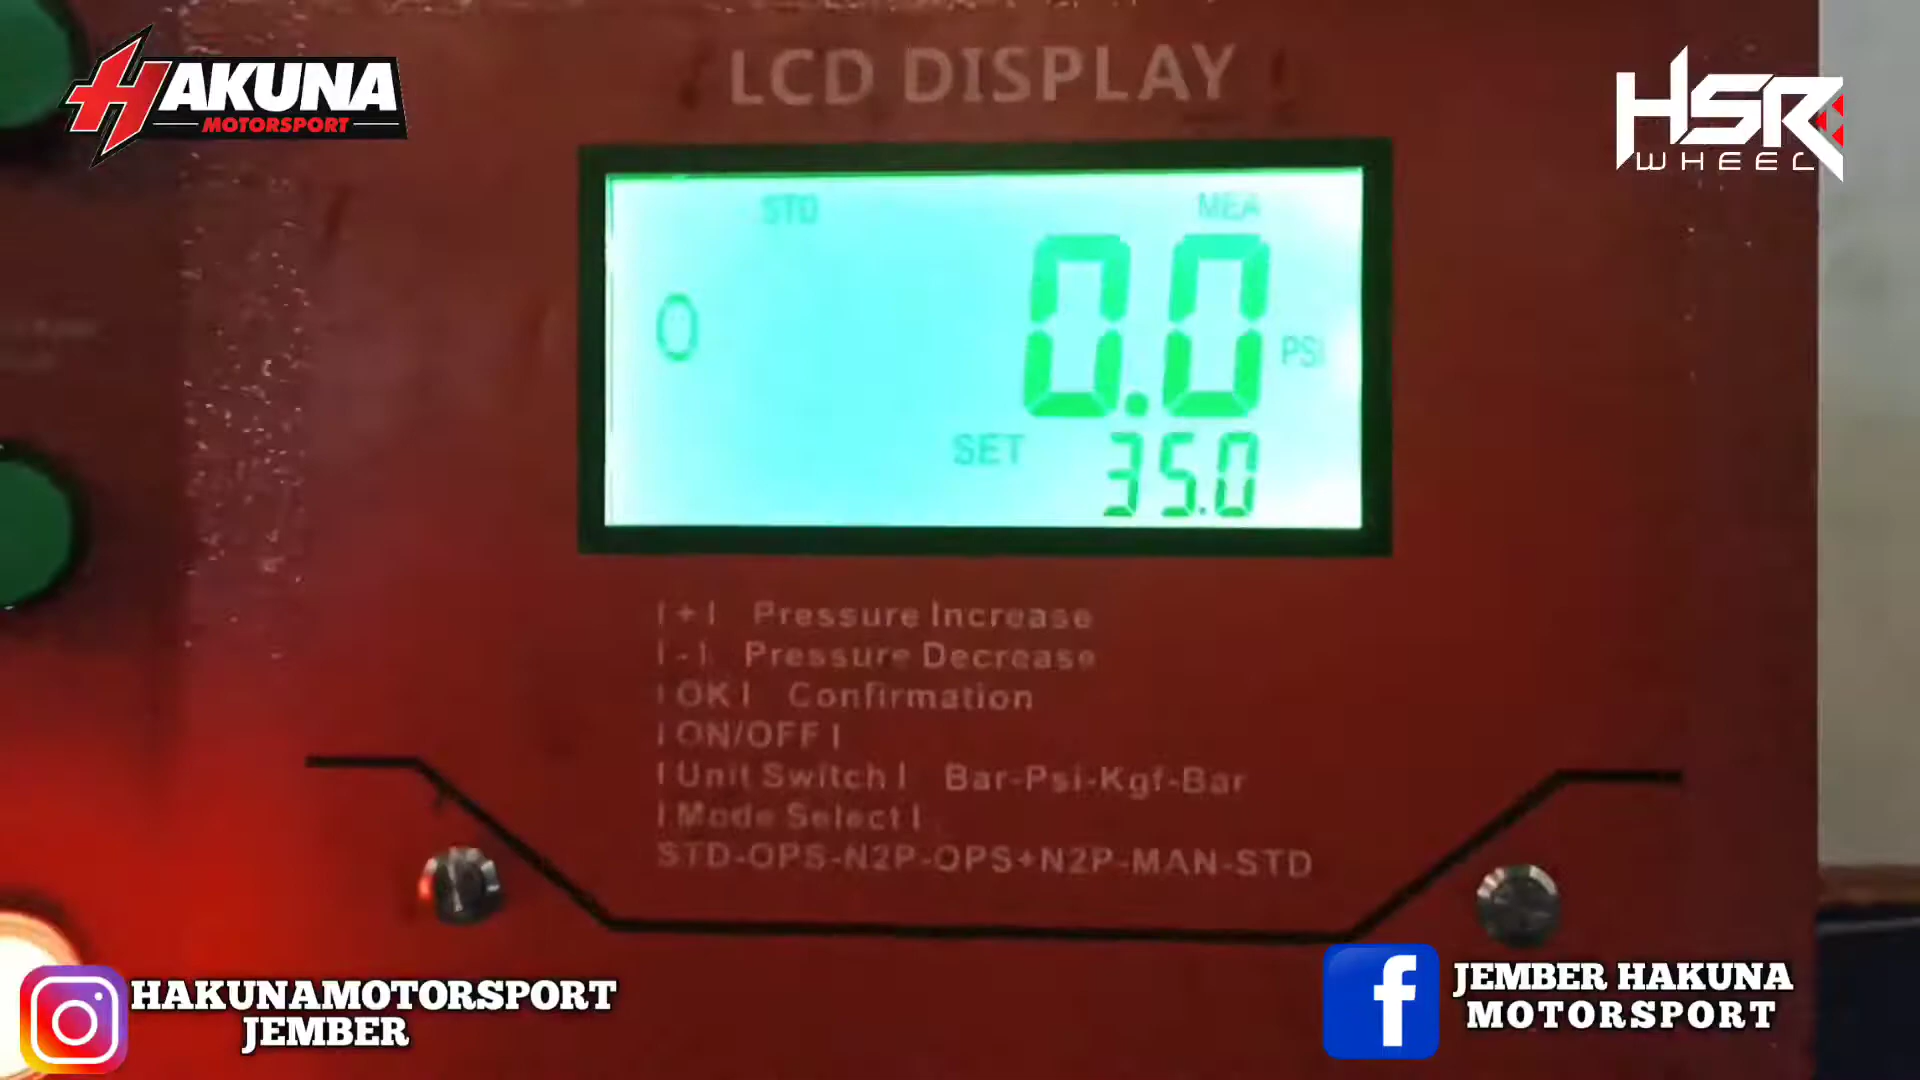 HAKUNA
MOTORSPORT
LCD DISPLAY
HSR
WHEEL
STD
MEA
0
0.0
PSI
SET 35.0
[+] Pressure Increase
[-] Pressure Decrease
[OK] Confirmation
[ON/OFF]
[Unit Switch] Bar-Psi-Kgf-Bar
[Mode Select]
STD-OPS-N2P-OPS+N2P-MAN-STD
HAKUNAMOTORSPORT
JEMBER
f
JEMBER HAKUNA
MOTORSPORT